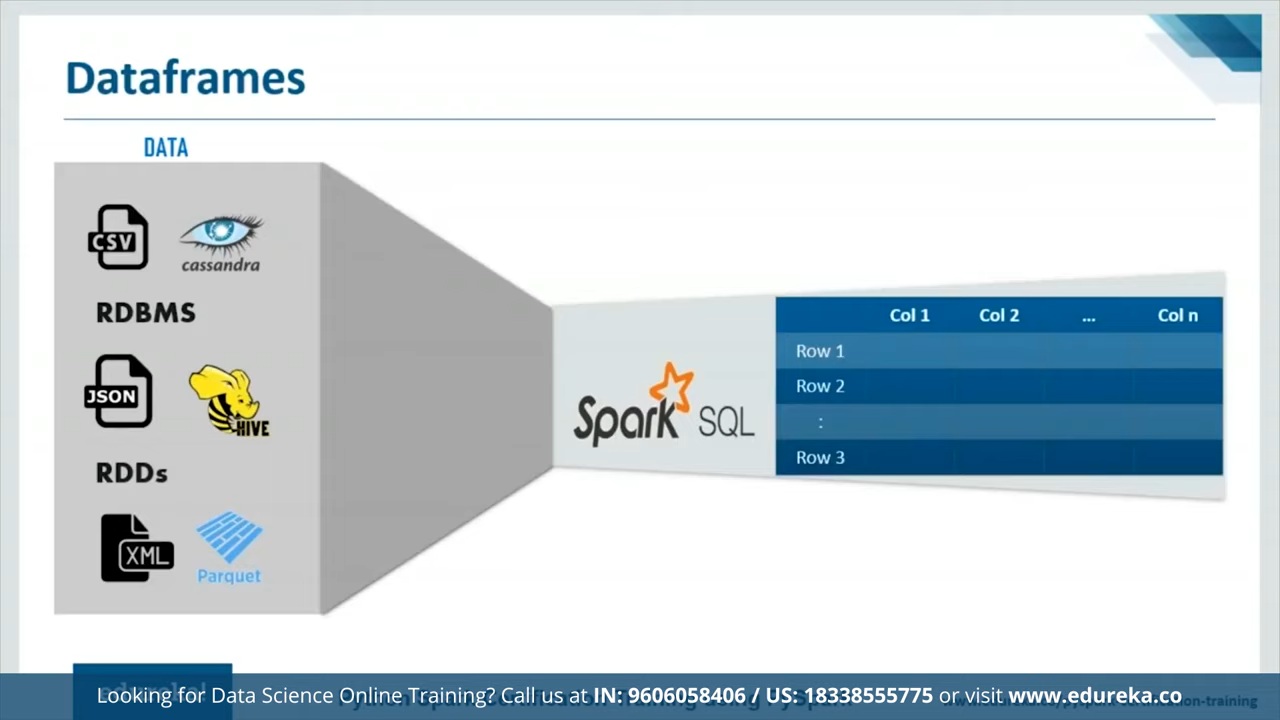 Dataframes
DATA
CSV
cassandra
RDBMS
JSON
HIVE
RDDs
XML
Parquet
Spark SQL
Col 1 Col 2 ... Col n
Row 1
Row 2
:
Row 3
Looking for Data Science Online Training? Call us at IN: 9606058406 / US: 18338555775 or visit www.edureka.co